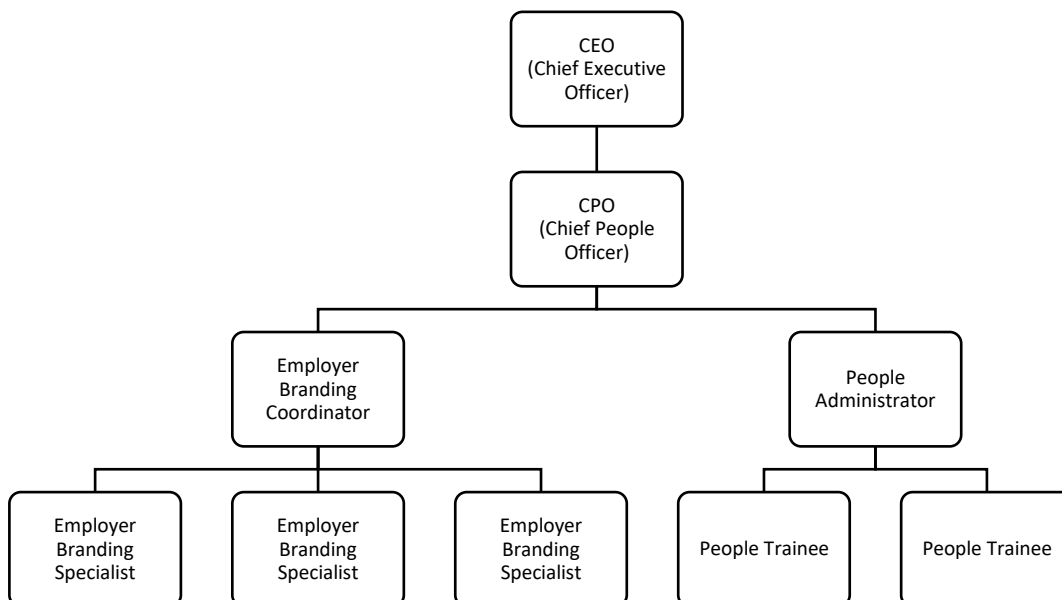 CEO
(Chief Executive
Officer)
CPO
(Chief People
Officer)
Employer
Branding
Coordinator
People
Administrator
Employer
Branding
Specialist
Employer
Branding
Specialist
Employer
Branding
Specialist
People Trainee
People Trainee